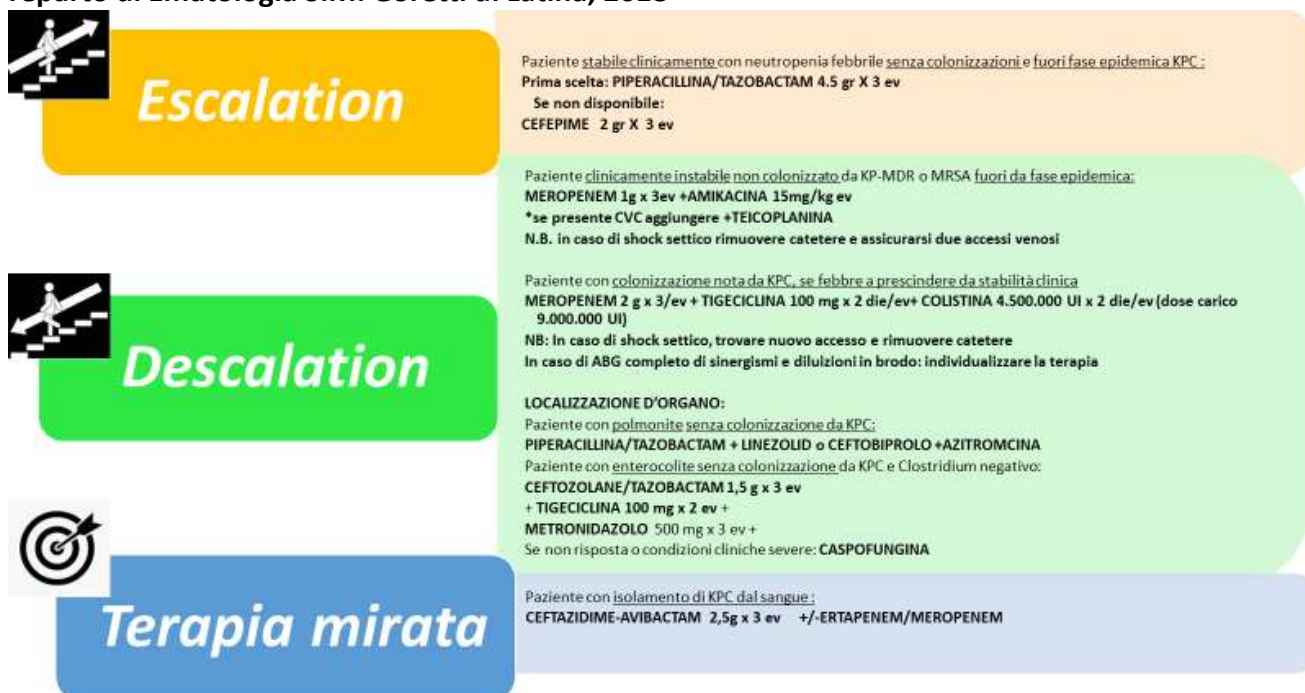 Escalation
Paziente stabile clinicamente con neutropenia febbrile senza colonizzazioni e fuori fase epidemica KPC :
Prima scelta: PIPERACILLINA/TAZOBACTAM 4.5 gr X 3 ev
Se non disponibile:
CEFEPIME 2 gr X 3 ev
Descalation
Paziente clinicamente instabile non colonizzato da KP-MDR o MRSA fuori da fase epidemica:
MEROPENEM 1g x 3ev +AMIKACINA 15mg/kg ev
*se presente CVC aggiungere +TEICOPLANINA
N.B. in caso di shock settico rimuovere catetere e assicurarsi due accessi venosi
Paziente con colonizzazione nota da KPC, se febbre a prescindere da stabilità clinica
MEROPENEM 2 g x 3/ev + TIGECICLINA 100 mg x 2 die/ev+ COLISTINA 4.500.000 UI x 2 die/ev (dose carico
9.000.000 UI)
NB: In caso di shock settico, trovare nuovo accesso e rimuovere catetere
In caso di ABG completo di sinergismi e diluizioni in brodo: individualizzare la terapia
LOCALIZZAZIONE D'ORGANO:
Paziente con polmonite senza colonizzazione da KPC:
PIPERACILLINA/TAZOBACTAM + LINEZOLID o CEFTOBIPROLO +AZITROMCINA
Paziente con enterocolite senza colonizzazione da KPC e Clostridium negativo:
CEFTOZOLANE/TAZOBACTAM 1,5 g x 3 ev
+ TIGECICLINA 100 mg x 2 ev +
METRONIDAZOLO 500 mg x 3 ev +
Se non risposta o condizioni cliniche severe: CASPOFUNGINA
Terapia mirata
Paziente con isolamento di KPC dal sangue :
CEFTAZIDIME-AVIBACTAM 2,5g x 3 ev +/-ERTAPENEM/MEROPENEM